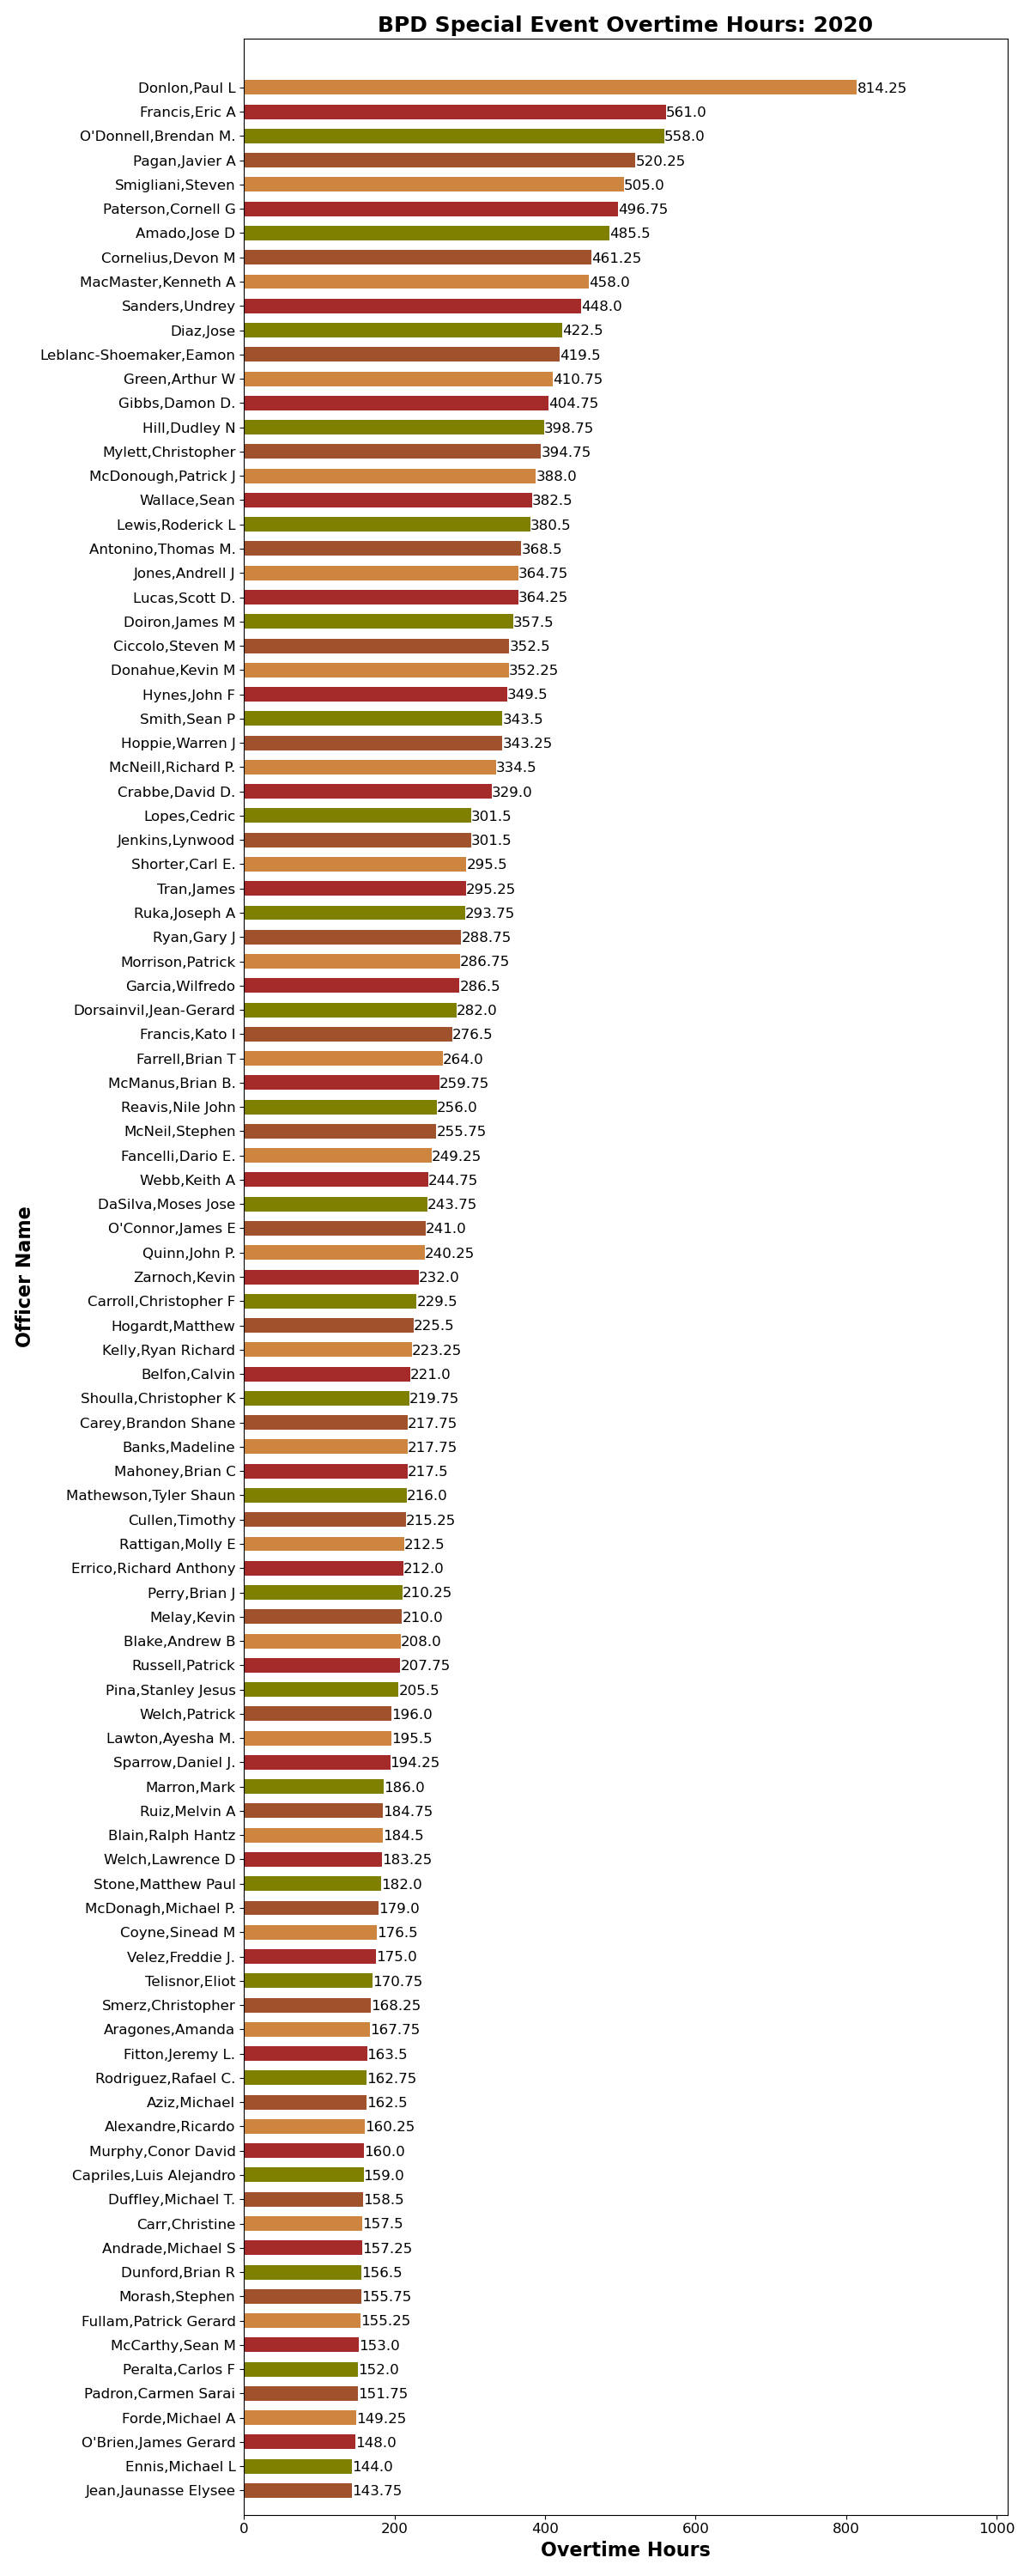 BPD Special Event Overtime Hours: 2020
Donlon,Paul L 814.25
Francis,Eric A 561.0
O'Donnell,Brendan M. 558.0
Pagan,Javier A 520.25
Smigliani,Steven 505.0
Paterson,Cornell G 496.75
Amado,Jose D 485.5
Cornelius,Devon M 461.25
MacMaster,Kenneth A 458.0
Sanders,Undrey 448.0
Diaz,Jose 422.5
Leblanc-Shoemaker,Eamon 419.5
Green,Arthur W 410.75
Gibbs,Damon D. 404.75
Hill,Dudley N 398.75
Mylett,Christopher 394.75
McDonough,Patrick J 388.0
Wallace,Sean 382.5
Lewis,Roderick L 380.5
Antonino,Thomas M. 368.5
Jones,Andrell J 364.75
Lucas,Scott D. 364.25
Doiron,James M 357.5
Ciccolo,Steven M 352.5
Donahue,Kevin M 352.25
Hynes,John F 349.5
Smith,Sean P 343.5
Hoppie,Warren J 343.25
McNeill,Richard P. 334.5
Crabbe,David D. 329.0
Lopes,Cedric 301.5
Jenkins,Lynwood 301.5
Shorter,Carl E. 295.5
Tran,James 295.25
Ruka,Joseph A 293.75
Ryan,Gary J 288.75
Morrison,Patrick 286.75
Garcia,Wilfredo 286.5
Dorsainvil,Jean-Gerard 282.0
Francis,Kato I 276.5
Farrell,Brian T 264.0
McManus,Brian B. 259.75
Reavis,Nile John 256.0
McNeil,Stephen 255.75
Fancelli,Dario E. 249.25
Webb,Keith A 244.75
DaSilva,Moses Jose 243.75
O'Connor,James E 241.0
Quinn,John P. 240.25
Zarnoch,Kevin 232.0
Carroll,Christopher F 229.5
Hogardt,Matthew 225.5
Kelly,Ryan Richard 223.25
Belfon,Calvin 221.0
Shoulla,Christopher K 219.75
Carey,Brandon Shane 217.75
Banks,Madeline 217.75
Mahoney,Brian C 217.5
Mathewson,Tyler Shaun 216.0
Cullen,Timothy 215.25
Rattigan,Molly E 212.5
Errico,Richard Anthony 212.0
Perry,Brian J 210.25
Melay,Kevin 210.0
Blake,Andrew B 208.0
Russell,Patrick 207.75
Pina,Stanley Jesus 205.5
Welch,Patrick 196.0
Lawton,Ayesha M. 195.5
Sparrow,Daniel J. 194.25
Marron,Mark 186.0
Ruiz,Melvin A 184.75
Blain,Ralph Hantz 184.5
Welch,Lawrence D 183.25
Stone,Matthew Paul 182.0
McDonagh,Michael P. 179.0
Coyne,Sinead M 176.5
Velez,Freddie J. 175.0
Telisnor,Eliot 170.75
Smerz,Christopher 168.25
Aragones,Amanda 167.75
Fitton,Jeremy L. 163.5
Rodriguez,Rafael C. 162.75
Aziz,Michael 162.5
Alexandre,Ricardo 160.25
Murphy,Conor David 160.0
Capriles,Luis Alejandro 159.0
Duffley,Michael T. 158.5
Carr,Christine 157.5
Andrade,Michael S 157.25
Dunford,Brian R 156.5
Morash,Stephen 155.75
Fullam,Patrick Gerard 155.25
McCarthy,Sean M 153.0
Peralta,Carlos F 152.0
Padron,Carmen Sarai 151.75
Forde,Michael A 149.25
O'Brien,James Gerard 148.0
Ennis,Michael L 144.0
Jean,Jaunasse Elysee 143.75
0 200 400 600 800 1000
Overtime Hours
Officer Name